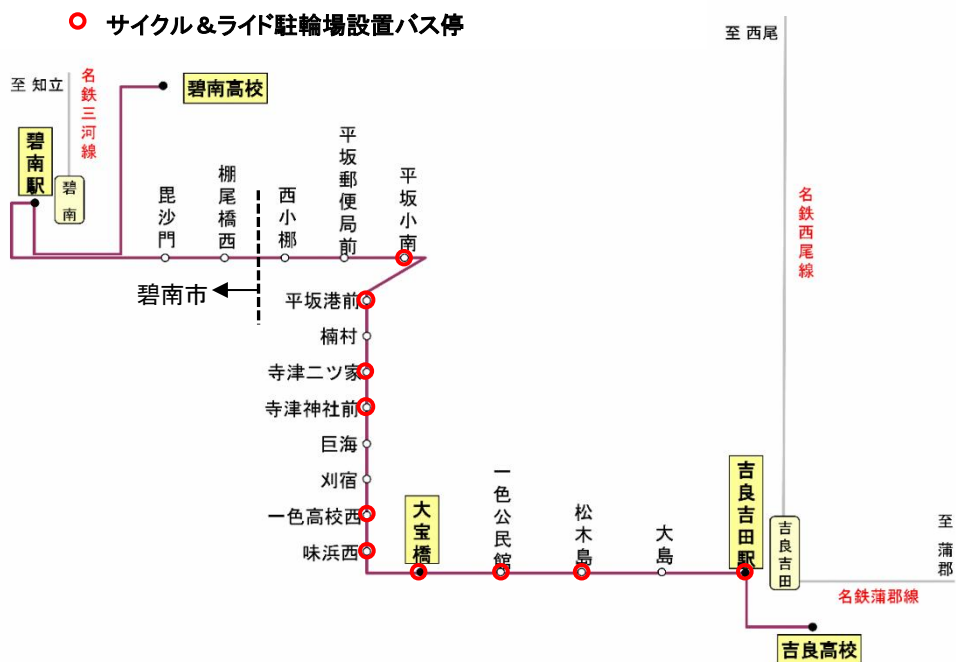 サイクル＆ライド駐輪場設置バス停
至 西尾
至 知立
名鉄三河線
碧南高校
碧南駅
碧南
毘沙門
棚尾橋西
西小梛
平坂郵便局前
平坂小南
名鉄西尾線
碧南市
平坂港前
楠村
寺津二ツ家
寺津神社前
巨海
刈宿
一色高校西
味浜西
大宝橋
一色公民館
松木島
大島
吉良吉田駅
吉良吉田
至 蒲郡
名鉄蒲郡線
吉良高校